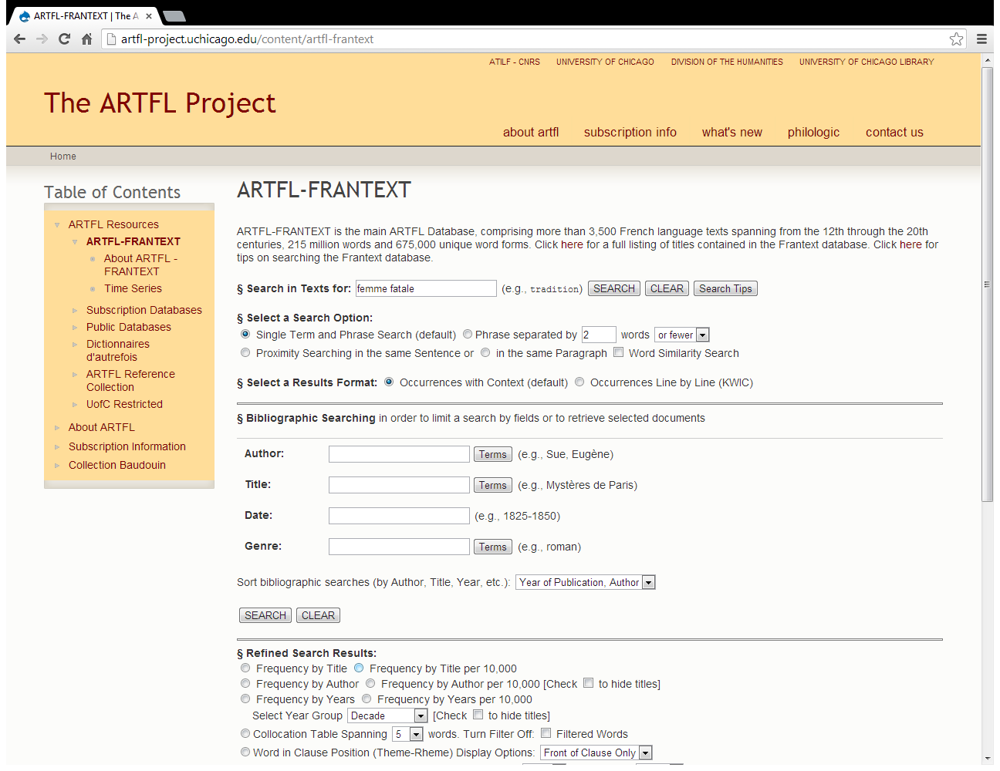 ARTFL-FRANTEXT | The A
artfl-project.uchicago.edu/content/artfl-frantext
ATILF - CNRS UNIVERSITY OF CHICAGO DIVISION OF THE HUMANITIES UNIVERSITY OF CHICAGO LIBRARY
The ARTFL Project
about artfl subscription info what's new philologic contact us
Home
Table of Contents
ARTFL Resources
ARTFL-FRANTEXT
About ARTFL -
FRANTEXT
Time Series
Subscription Databases
Public Databases
Dictionnaires
d'autrefois
ARTFL Reference
Collection
UofC Restricted
About ARTFL
Subscription Information
Collection Baudouin
ARTFL-FRANTEXT
ARTFL-FRANTEXT is the main ARTFL Database, comprising more than 3,500 French language texts spanning from the 12th through the 20th
centuries, 215 million words and 675,000 unique word forms. Click here for a full listing of titles contained in the Frantext database. Click here for
tips on searching the Frantext database.
§ Search in Texts for: femme fatale (e.g., tradition) SEARCH CLEAR Search Tips
§ Select a Search Option:
Single Term and Phrase Search (default) Phrase separated by 2 words or fewer
Proximity Searching in the same Sentence or in the same Paragraph Word Similarity Search
§ Select a Results Format: Occurrences with Context (default) Occurrences Line by Line (KWIC)
§ Bibliographic Searching in order to limit a search by fields or to retrieve selected documents
Author: Terms (e.g., Sue, Eugène)
Title: Terms (e.g., Mystères de Paris)
Date: (e.g., 1825-1850)
Genre: Terms (e.g., roman)
Sort bibliographic searches (by Author, Title, Year, etc.): Year of Publication, Author
SEARCH CLEAR
§ Refined Search Results:
Frequency by Title Frequency by Title per 10,000
Frequency by Author Frequency by Author per 10,000 [Check to hide titles]
Frequency by Years Frequency by Years per 10,000
Select Year Group Decade [Check to hide titles]
Collocation Table Spanning 5 words. Turn Filter Off: Filtered Words
Word in Clause Position (Theme-Rheme) Display Options: Front of Clause Only